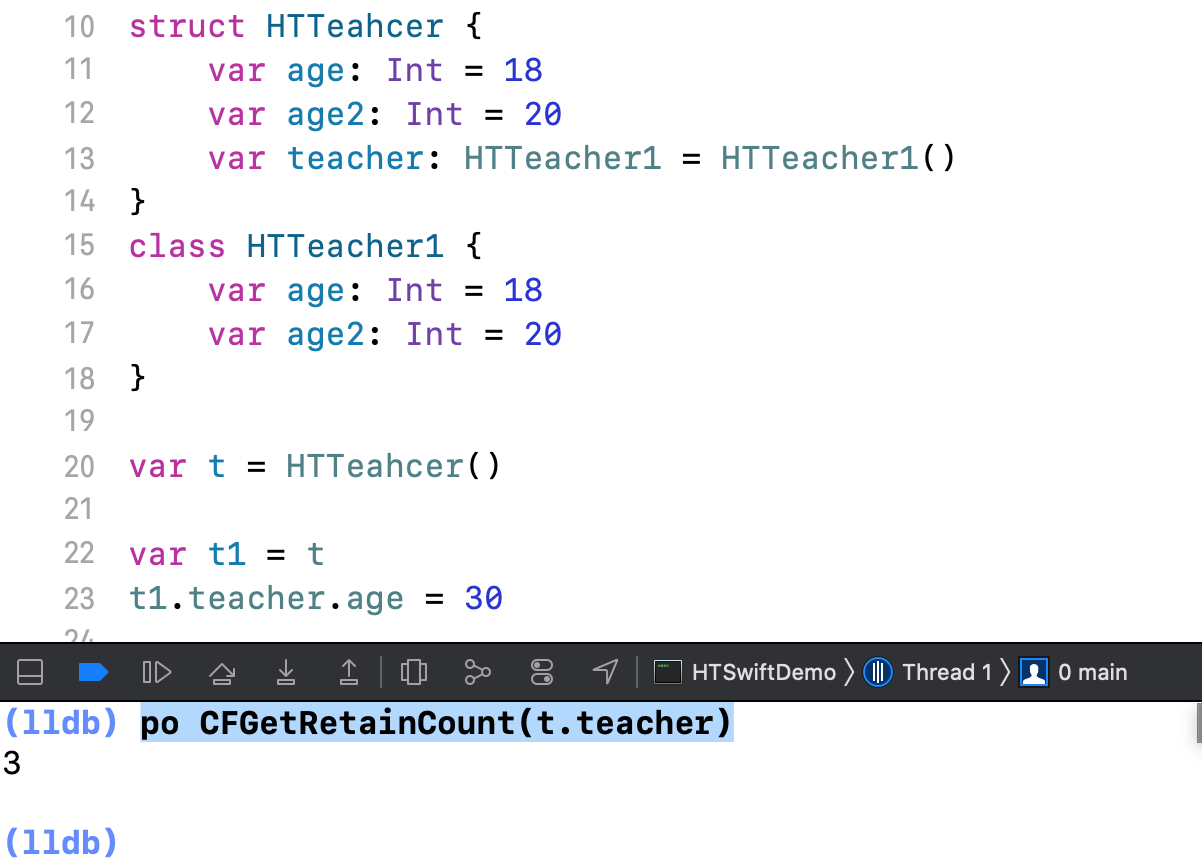 10 struct HTTeahcer {
11     var age: Int = 18
12     var age2: Int = 20
13     var teacher: HTTeacher1 = HTTeacher1()
14 }
15 class HTTeacher1 {
16     var age: Int = 18
17     var age2: Int = 20
18 }
19
20 var t = HTTeahcer()
21
22 var t1 = t
23 t1.teacher.age = 30
24
HTSwiftDemo 〉 Thread 1 〉 0 main
(lldb) po CFGetRetainCount(t.teacher)
3
(lldb)